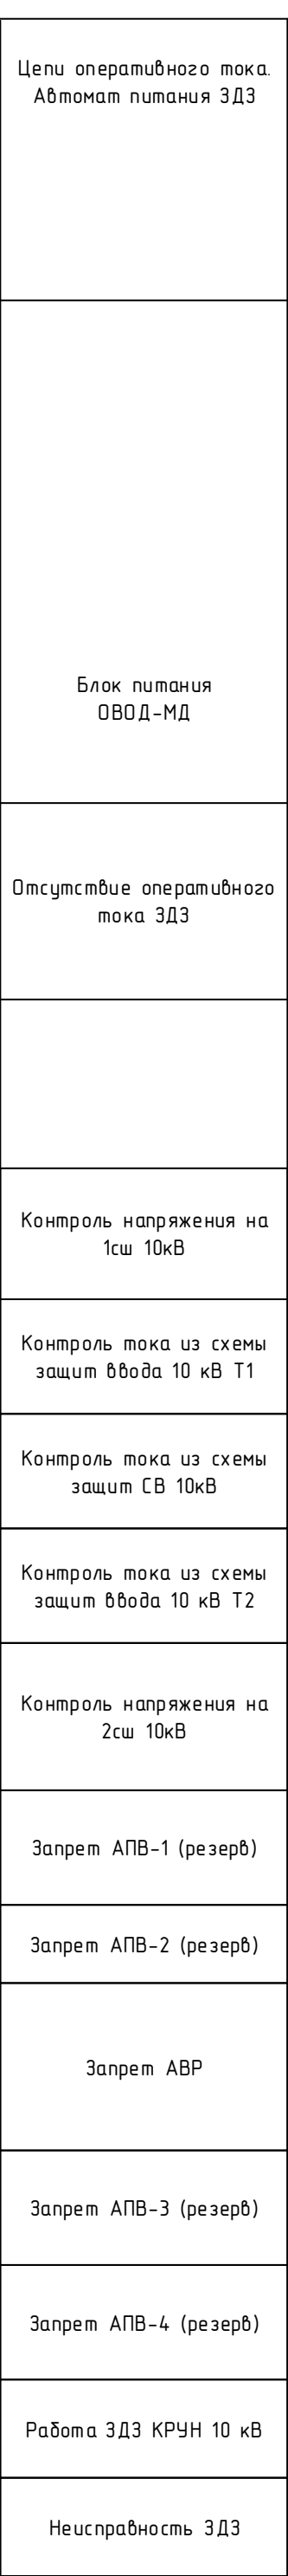 Цепи оперативного тока.
Автомат питания ЗДЗ
Блок питания
ОВОД-МД
Отсутствие оперативного
тока ЗДЗ
Контроль напряжения на
1сш 10кВ
Контроль тока из схемы
защит ввода 10 кВ Т1
Контроль тока из схемы
защит СВ 10кВ
Контроль тока из схемы
защит ввода 10 кВ Т2
Контроль напряжения на
2сш 10кВ
Запрет АПВ-1 (резерв)
Запрет АПВ-2 (резерв)
Запрет АВР
Запрет АПВ-3 (резерв)
Запрет АПВ-4 (резерв)
Работа ЗДЗ КРУН 10 кВ
Неисправность ЗДЗ